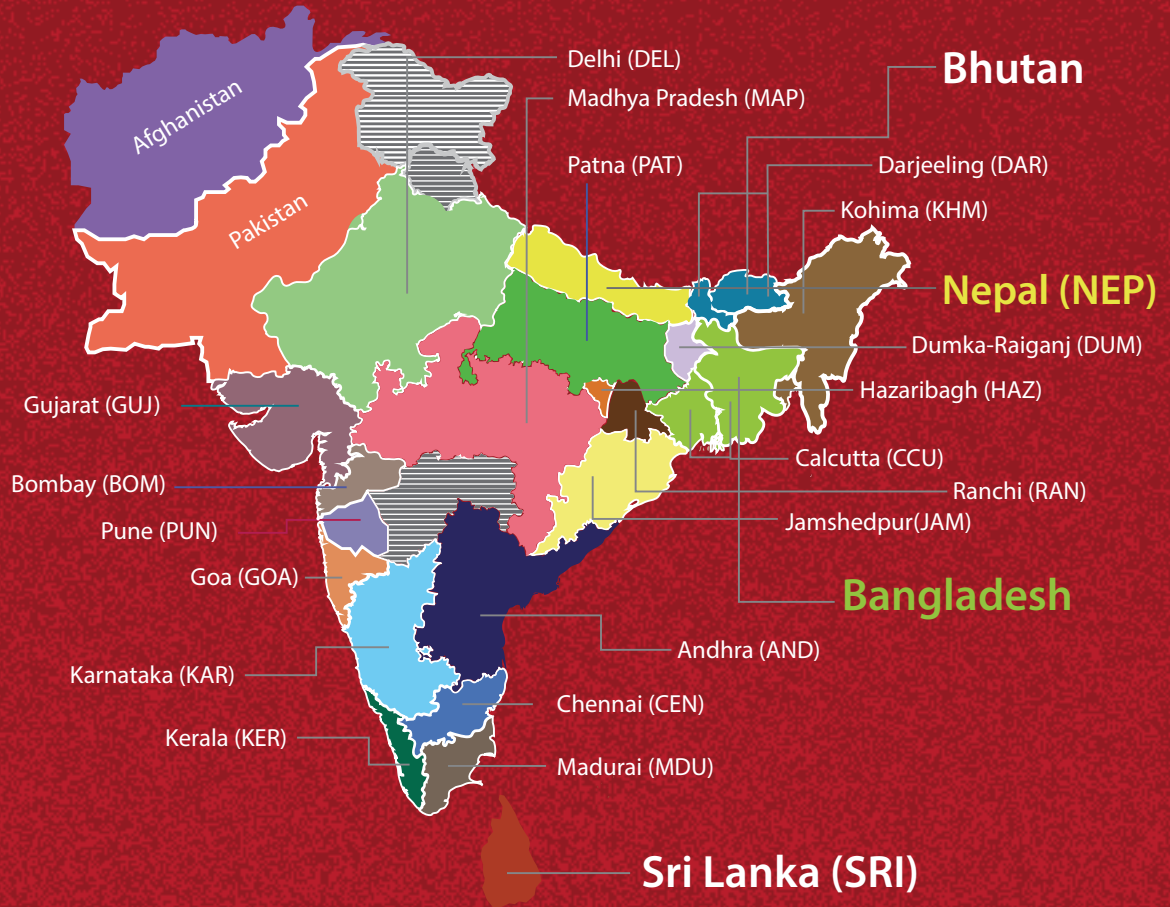 Delhi (DEL)
Bhutan
Madhya Pradesh (MAP)
Afghanistan
Patna (PAT)
Darjeeling (DAR)
Pakistan
Kohima (KHM)
Nepal (NEP)
Dumka-Raiganj (DUM)
Hazaribagh (HAZ)
Gujarat (GUJ)
Calcutta (CCU)
Bombay (BOM)
Ranchi (RAN)
Pune (PUN)
Jamshedpur(JAM)
Goa (GOA)
Bangladesh
Andhra (AND)
Karnataka (KAR)
Chennai (CEN)
Kerala (KER)
Madurai (MDU)
Sri Lanka (SRI)